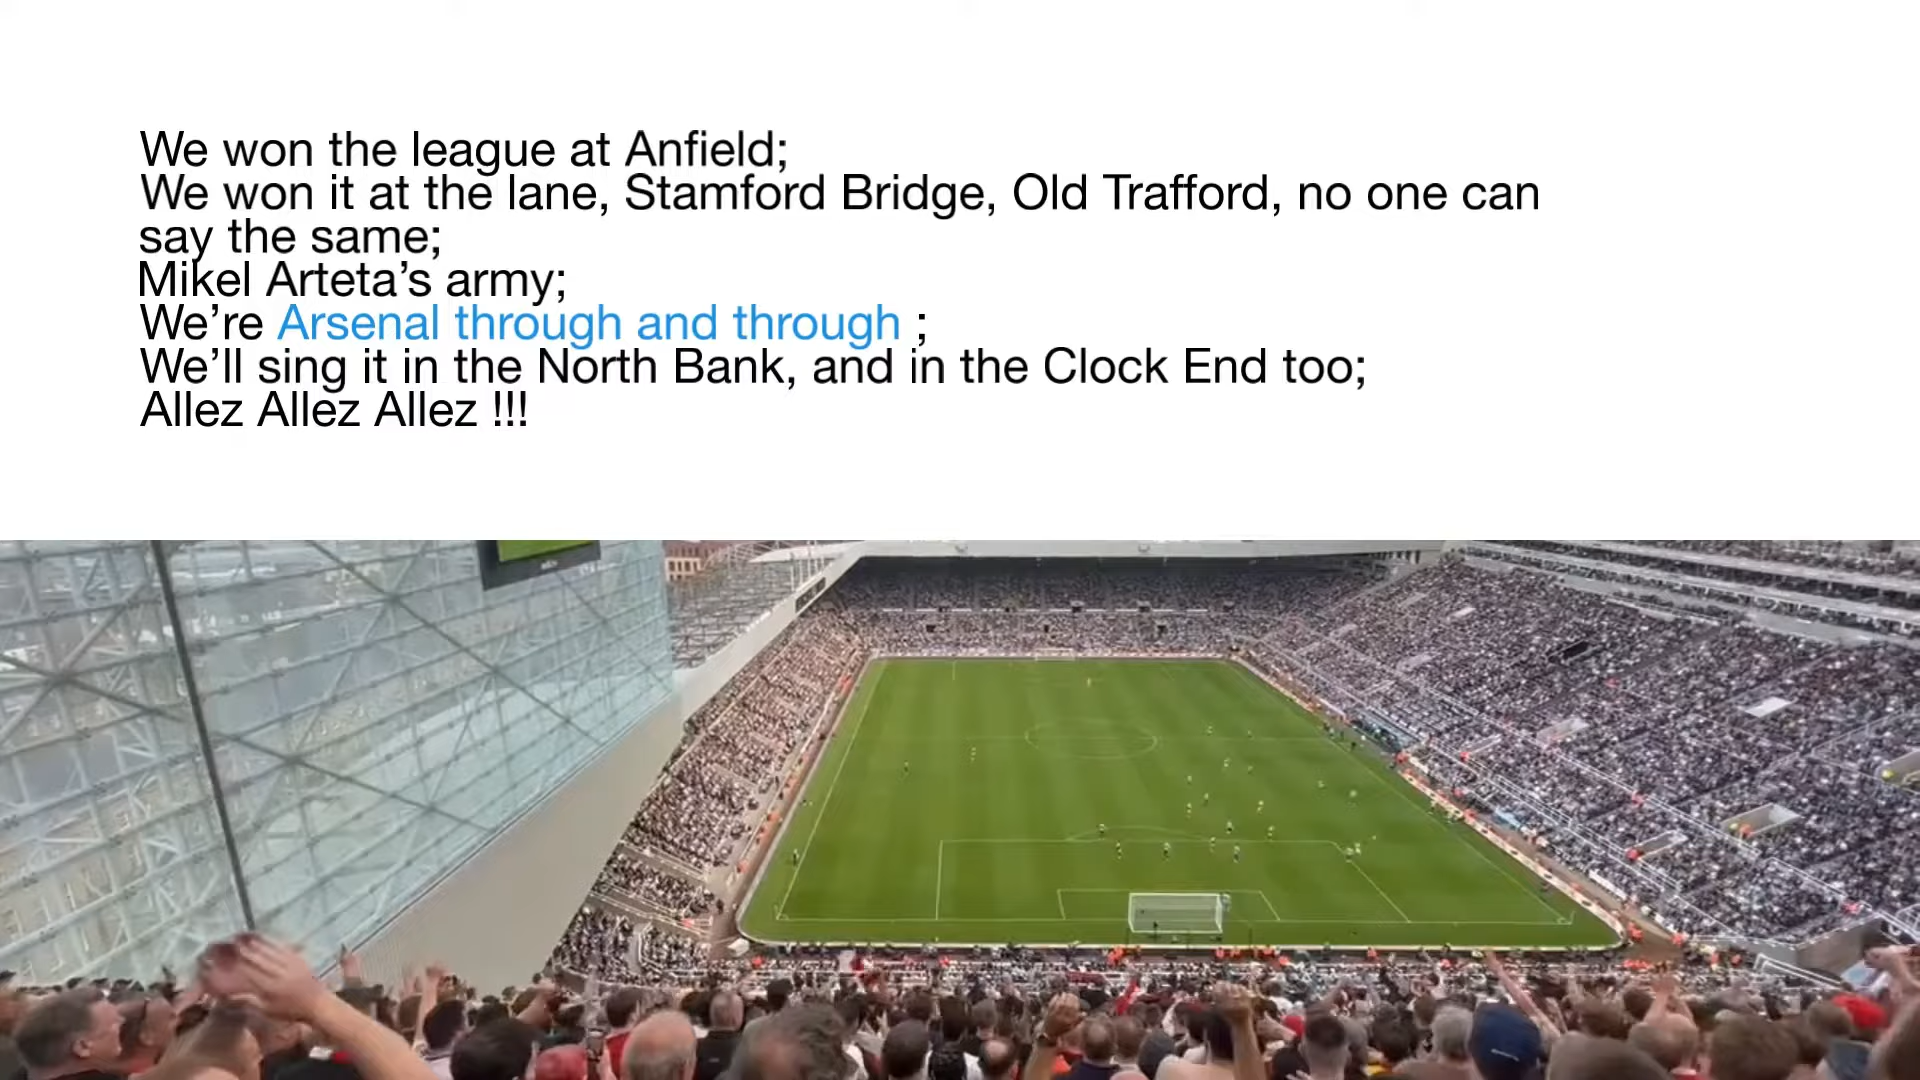 We won the league at Anfield;
We won it at the lane, Stamford Bridge, Old Trafford, no one can
say the same;
Mikel Arteta’s army;
We’re Arsenal through and through ;
We’ll sing it in the North Bank, and in the Clock End too;
Allez Allez Allez !!!